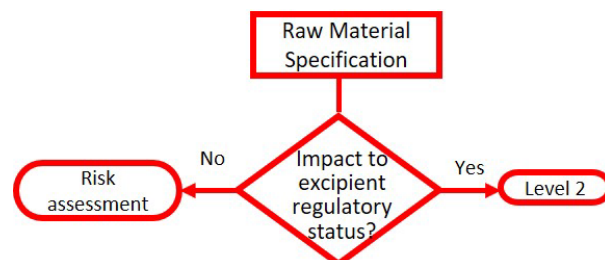 Raw Material
Specification
No
Impact to
excipient
regulatory
status?
Yes
Risk
assessment
Level 2